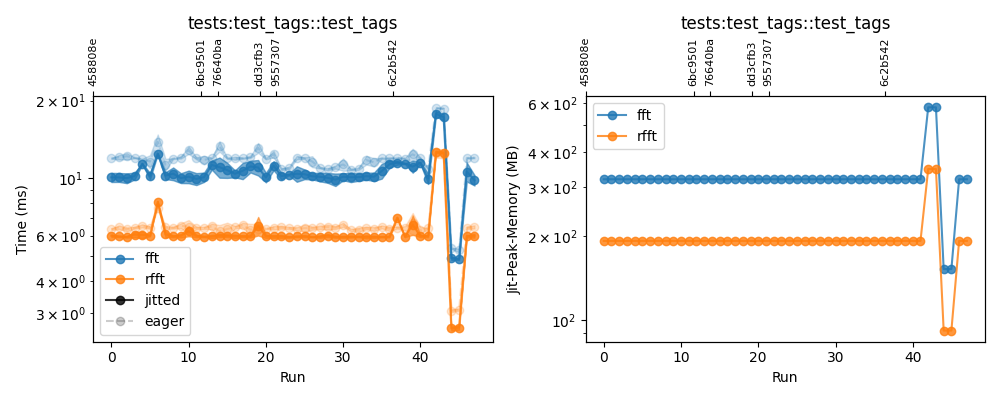 tests:test_tags::test_tags
458808e
6bc9501
76640ba
dd3cfb3
9557307
6c2b542
2 × 10¹
10¹
6 × 10⁰
4 × 10⁰
3 × 10⁰
Time (ms)
fft
rfft
jitted
eager
0
10
20
30
40
Run
tests:test_tags::test_tags
458808e
6bc9501
76640ba
dd3cfb3
9557307
6c2b542
6 × 10²
4 × 10²
3 × 10²
2 × 10²
10²
Jit-Peak-Memory (MB)
fft
rfft
0
10
20
30
40
Run